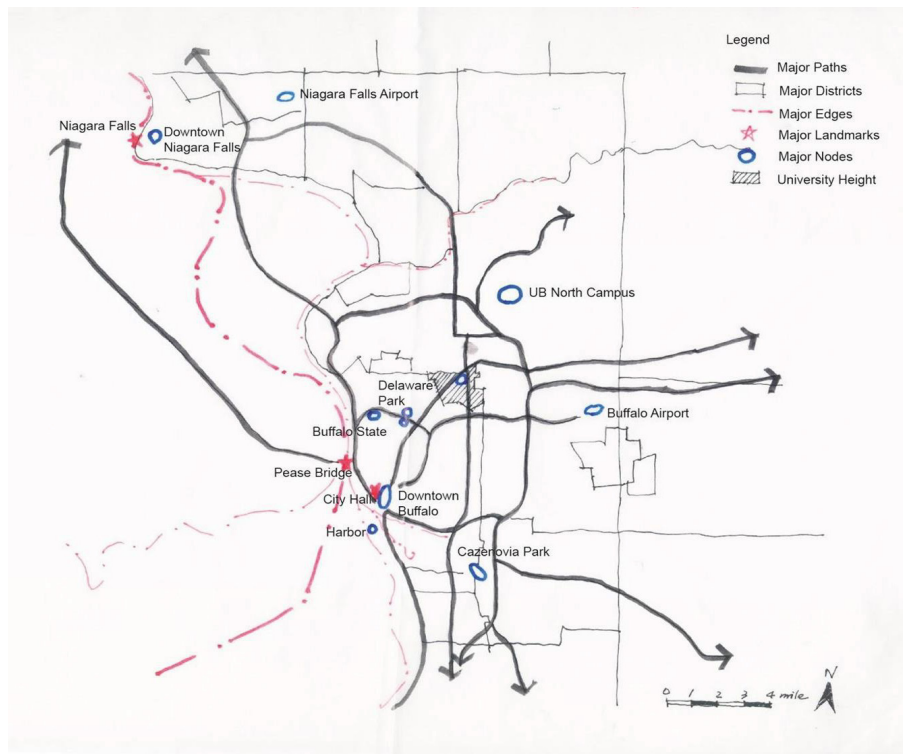 Legend
Major Paths
Major Districts
Major Edges
Major Landmarks
Major Nodes
University Height
Niagara Falls Airport
Niagara Falls
Downtown
Niagara Falls
UB North Campus
Delaware
Park
Buffalo State
Buffalo Airport
Pease Bridge
City Hall
Downtown
Buffalo
Harbor
Cazenovia Park
N
0 1 2 3 4 mile